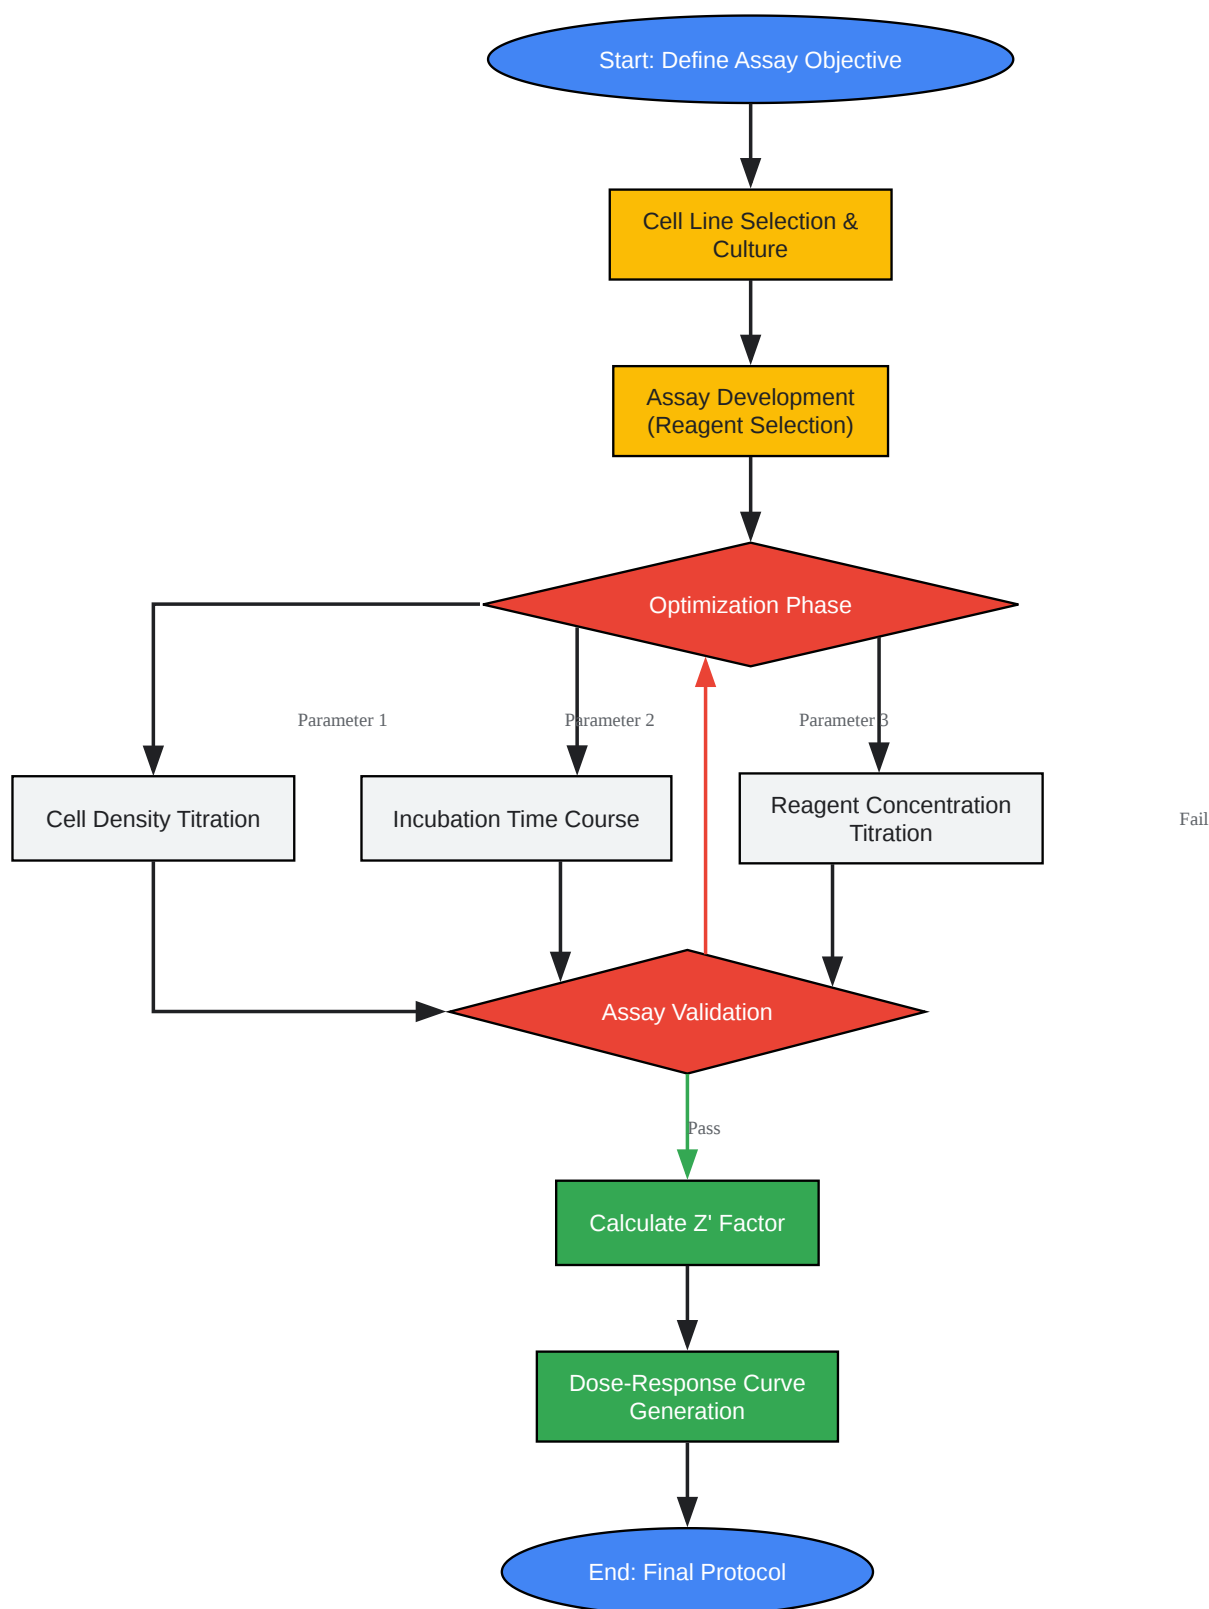 Start: Define Assay Objective
Cell Line Selection &
Culture
Assay Development
(Reagent Selection)
Optimization Phase
Parameter 1
Parameter 2
Parameter 3
Cell Density Titration
Incubation Time Course
Reagent Concentration
Titration
Fail
Assay Validation
Pass
Calculate Z' Factor
Dose-Response Curve
Generation
End: Final Protocol